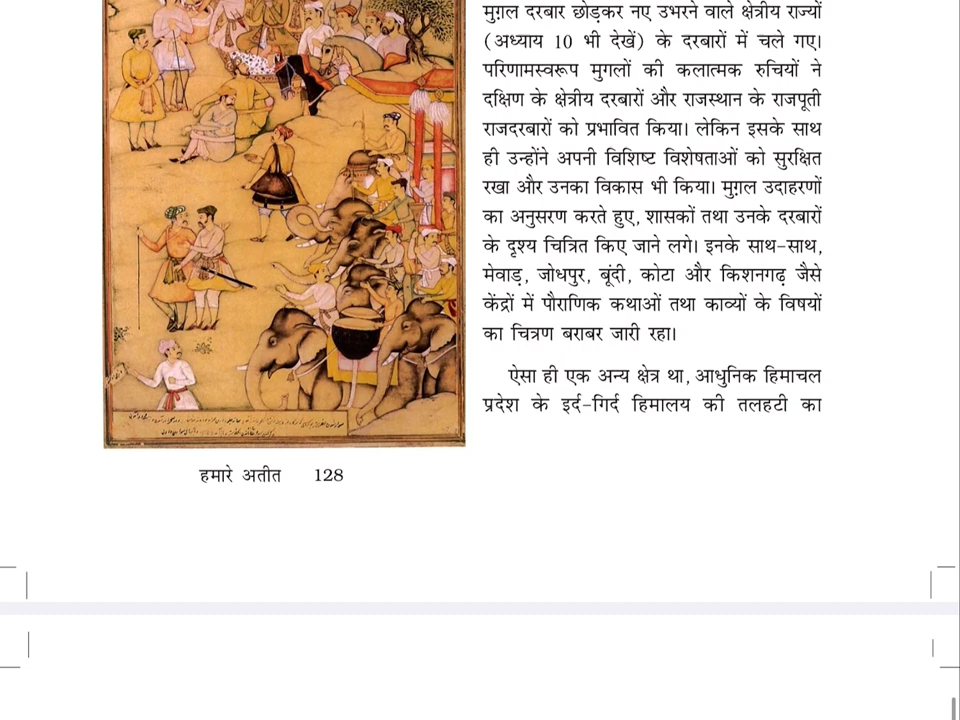 मुग़ल दरबार छोड़कर नए उभरने वाले क्षेत्रीय राज्यों
(अध्याय 10 भी देखें) के दरबारों में चले गए।
परिणामस्वरूप मुगलों की कलात्मक रुचियों ने
दक्षिण के क्षेत्रीय दरबारों और राजस्थान के राजपूती
राजदरबारों को प्रभावित किया। लेकिन इसके साथ
ही उन्होंने अपनी विशिष्ट विशेषताओं को सुरक्षित
रखा और उनका विकास भी किया। मुग़ल उदाहरणों
का अनुसरण करते हुए, शासकों तथा उनके दरबारों
के दृश्य चित्रित किए जाने लगे। इनके साथ-साथ,
मेवाड़, जोधपुर, बूंदी, कोटा और किशनगढ़ जैसे
केंद्रों में पौराणिक कथाओं तथा काव्यों के विषयों
का चित्रण बराबर जारी रहा।
ऐसा ही एक अन्य क्षेत्र था, आधुनिक हिमाचल
प्रदेश के इर्द-गिर्द हिमालय की तलहटी का
हमारे अतीत 128